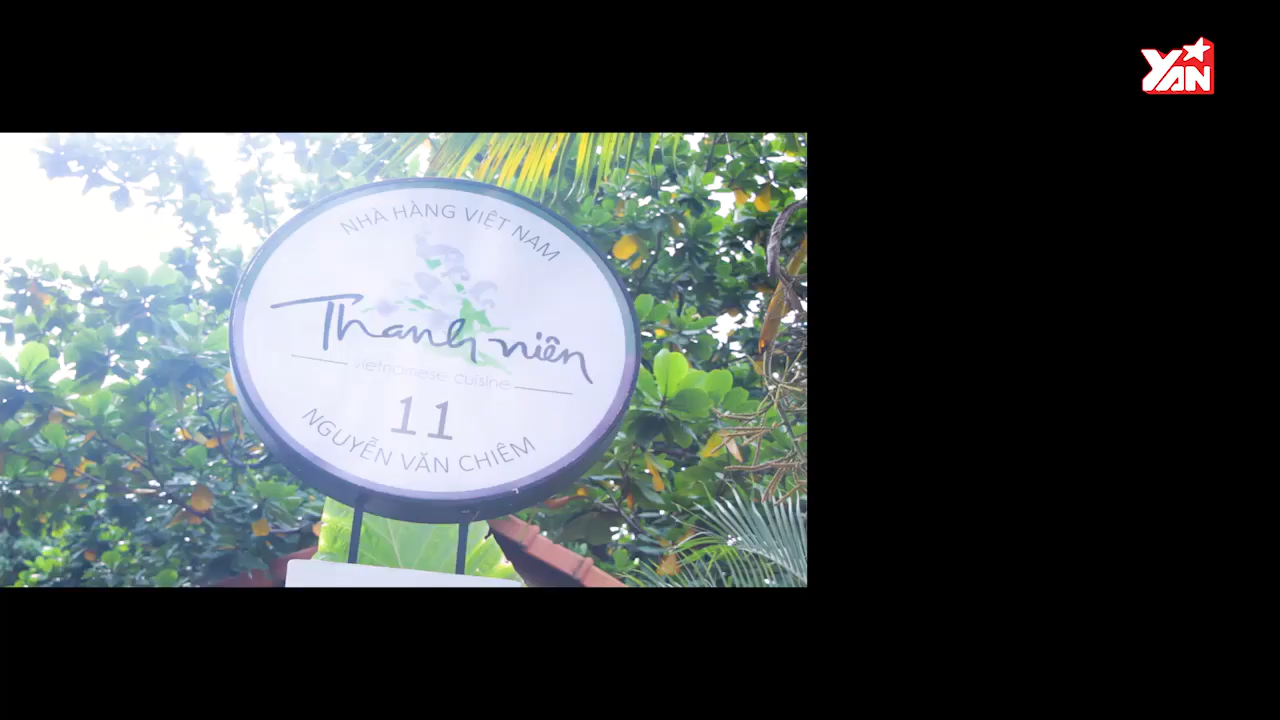 YAN
NHÀ HÀNG VIỆT NAM
Thanh niên
vietnamese cuisine
11
NGUYỄN VĂN CHIÊM